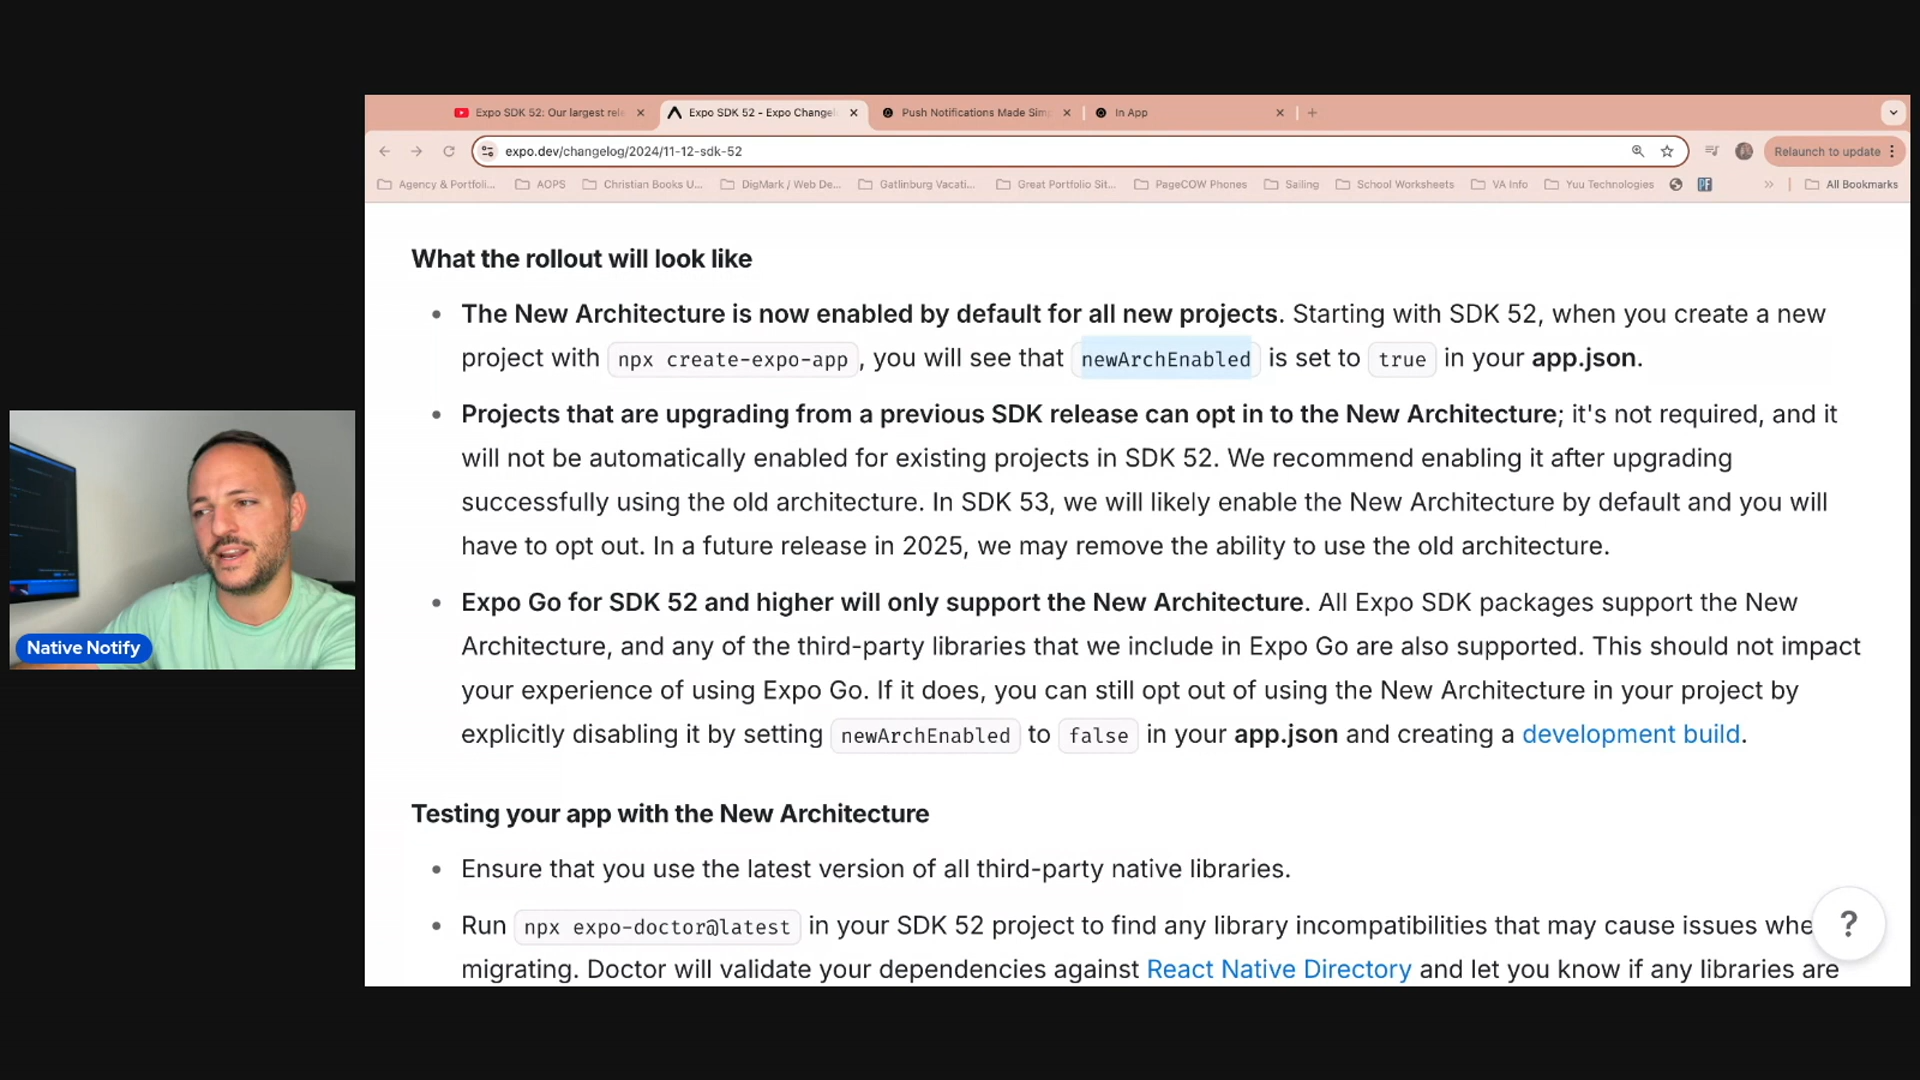 Expo SDK 52: Our largest rel
Expo SDK 52 - Expo Changel
Push Notifications Made Sim
In App
expo.dev/changelog/2024/11-12-sdk-52
Relaunch to update
Agency & Portfoli...
AOPS
Christian Books U...
DigMark / Web De...
Gatlinburg Vacati...
Great Portfolio Sit...
PageCOW Phones
Sailing
School Worksheets
VA Info
Yuu Technologies
All Bookmarks
What the rollout will look like
The New Architecture is now enabled by default for all new projects. Starting with SDK 52, when you create a new
project with npx create-expo-app, you will see that newArchEnabled is set to true in your app.json.
Projects that are upgrading from a previous SDK release can opt in to the New Architecture; it's not required, and it
will not be automatically enabled for existing projects in SDK 52. We recommend enabling it after upgrading
successfully using the old architecture. In SDK 53, we will likely enable the New Architecture by default and you will
have to opt out. In a future release in 2025, we may remove the ability to use the old architecture.
Expo Go for SDK 52 and higher will only support the New Architecture. All Expo SDK packages support the New
Architecture, and any of the third-party libraries that we include in Expo Go are also supported. This should not impact
your experience of using Expo Go. If it does, you can still opt out of using the New Architecture in your project by
explicitly disabling it by setting newArchEnabled to false in your app.json and creating a development build.
Testing your app with the New Architecture
Ensure that you use the latest version of all third-party native libraries.
Run npx expo-doctor@latest in your SDK 52 project to find any library incompatibilities that may cause issues whe
migrating. Doctor will validate your dependencies against React Native Directory and let you know if any libraries are
?
Native Notify